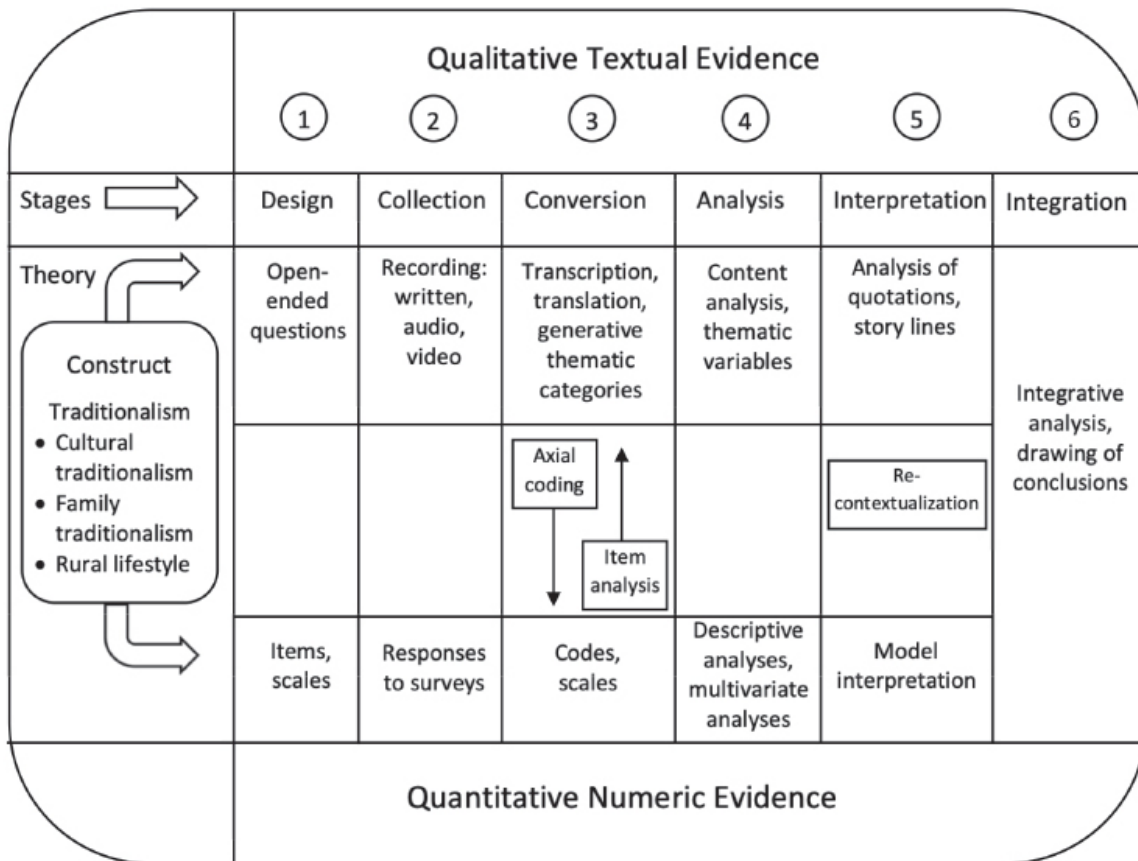 Qualitative Textual Evidence
1 2 3 4 5 6
Stages Design Collection Conversion Analysis Interpretation Integration
Theory
Construct
Traditionalism
• Cultural
traditionalism
• Family
traditionalism
• Rural lifestyle
Open-
ended
questions
Recording:
written,
audio,
video
Transcription,
translation,
generative
thematic
categories
Content
analysis,
thematic
variables
Analysis of
quotations,
story lines
Axial
coding
Item
analysis
Re-
contextualization
Integrative
analysis,
drawing of
conclusions
Items,
scales
Responses
to surveys
Codes,
scales
Descriptive
analyses,
multivariate
analyses
Model
interpretation
Quantitative Numeric Evidence